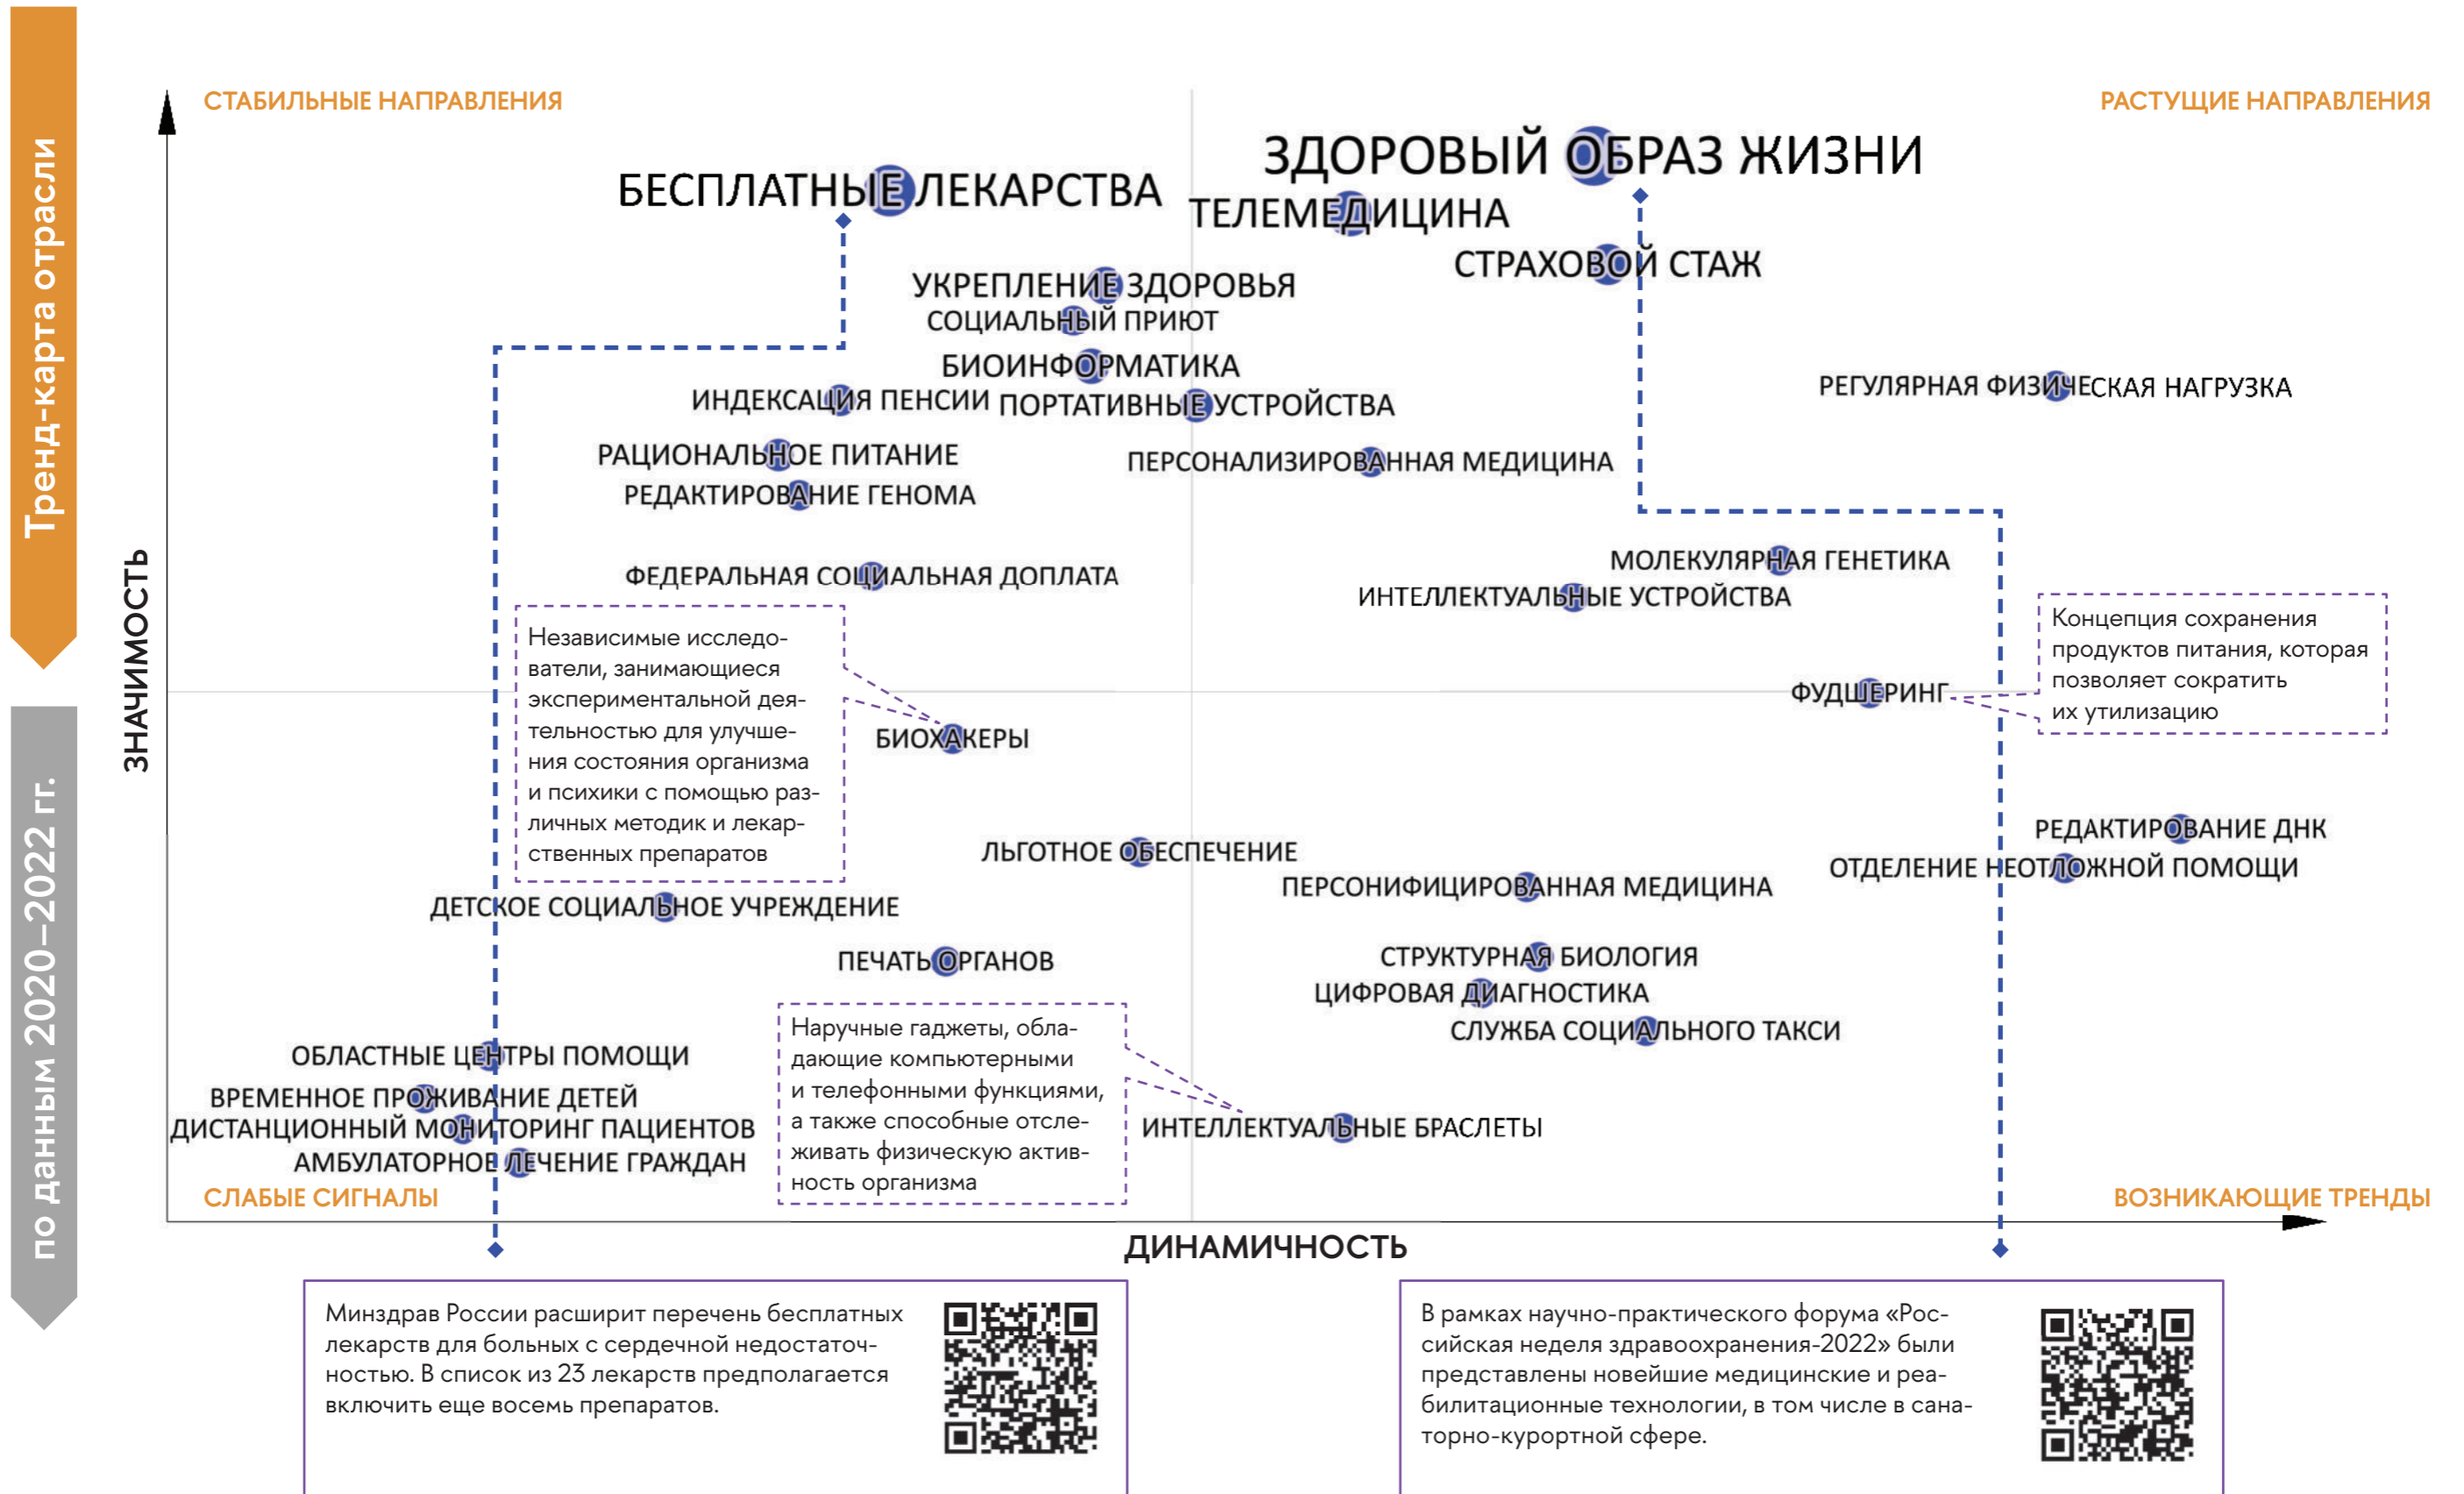 Тренд-карта отрасли
по данным 2020–2022 гг.
СТАБИЛЬНЫЕ НАПРАВЛЕНИЯ
РАСТУЩИЕ НАПРАВЛЕНИЯ
ЗДОРОВЫЙ ОБРАЗ ЖИЗНИ
БЕСПЛАТНЫЕ ЛЕКАРСТВА
ТЕЛЕМЕДИЦИНА
СТРАХОВОЙ СТАЖ
УКРЕПЛЕНИЕ ЗДОРОВЬЯ
СОЦИАЛЬНЫЙ ПРИЮТ
БИОИНФОРМАТИКА
РЕГУЛЯРНАЯ ФИЗИЧЕСКАЯ НАГРУЗКА
ИНДЕКСАЦИЯ ПЕНСИИ
ПОРТАТИВНЫЕ УСТРОЙСТВА
РАЦИОНАЛЬНОЕ ПИТАНИЕ
ПЕРСОНАЛИЗИРОВАННАЯ МЕДИЦИНА
РЕДАКТИРОВАНИЕ ГЕНОМА
МОЛЕКУЛЯРНАЯ ГЕНЕТИКА
ФЕДЕРАЛЬНАЯ СОЦИАЛЬНАЯ ДОПЛАТА
ИНТЕЛЛЕКТУАЛЬНЫЕ УСТРОЙСТВА
ЗНАЧИМОСТЬ
Независимые исследо-
ватели, занимающиеся
экспериментальной дея-
тельностью для улучше-
ния состояния организма
и психики с помощью раз-
личных методик и лекар-
ственных препаратов
Концепция сохранения
продуктов питания, которая
позволяет сократить
их утилизацию
ФУДШЕРИНГ
БИОХАКЕРЫ
РЕДАКТИРОВАНИЕ ДНК
ЛЬГОТНОЕ ОБЕСПЕЧЕНИЕ
ОТДЕЛЕНИЕ НЕОТЛОЖНОЙ ПОМОЩИ
ПЕРСОНИФИЦИРОВАННАЯ МЕДИЦИНА
ДЕТСКОЕ СОЦИАЛЬНОЕ УЧРЕЖДЕНИЕ
ПЕЧАТЬ ОРГАНОВ
СТРУКТУРНАЯ БИОЛОГИЯ
ЦИФРОВАЯ ДИАГНОСТИКА
СЛУЖБА СОЦИАЛЬНОГО ТАКСИ
Наручные гаджеты, обла-
дающие компьютерными
и телефонными функциями,
а также способные отсле-
живать физическую актив-
ность организма
ОБЛАСТНЫЕ ЦЕНТРЫ ПОМОЩИ
ВРЕМЕННОЕ ПРОЖИВАНИЕ ДЕТЕЙ
ДИСТАНЦИОННЫЙ МОНИТОРИНГ ПАЦИЕНТОВ
ИНТЕЛЛЕКТУАЛЬНЫЕ БРАСЛЕТЫ
АМБУЛАТОРНОЕ ЛЕЧЕНИЕ ГРАЖДАН
СЛАБЫЕ СИГНАЛЫ
ВОЗНИКАЮЩИЕ ТРЕНДЫ
ДИНАМИЧНОСТЬ
Минздрав России расширит перечень бесплатных
лекарств для больных с сердечной недостаточ-
ностью. В список из 23 лекарств предполагается
включить еще восемь препаратов.
В рамках научно-практического форума «Рос-
сийская неделя здравоохранения-2022» были
представлены новейшие медицинские и реа-
билитационные технологии, в том числе в сана-
торно-курортной сфере.